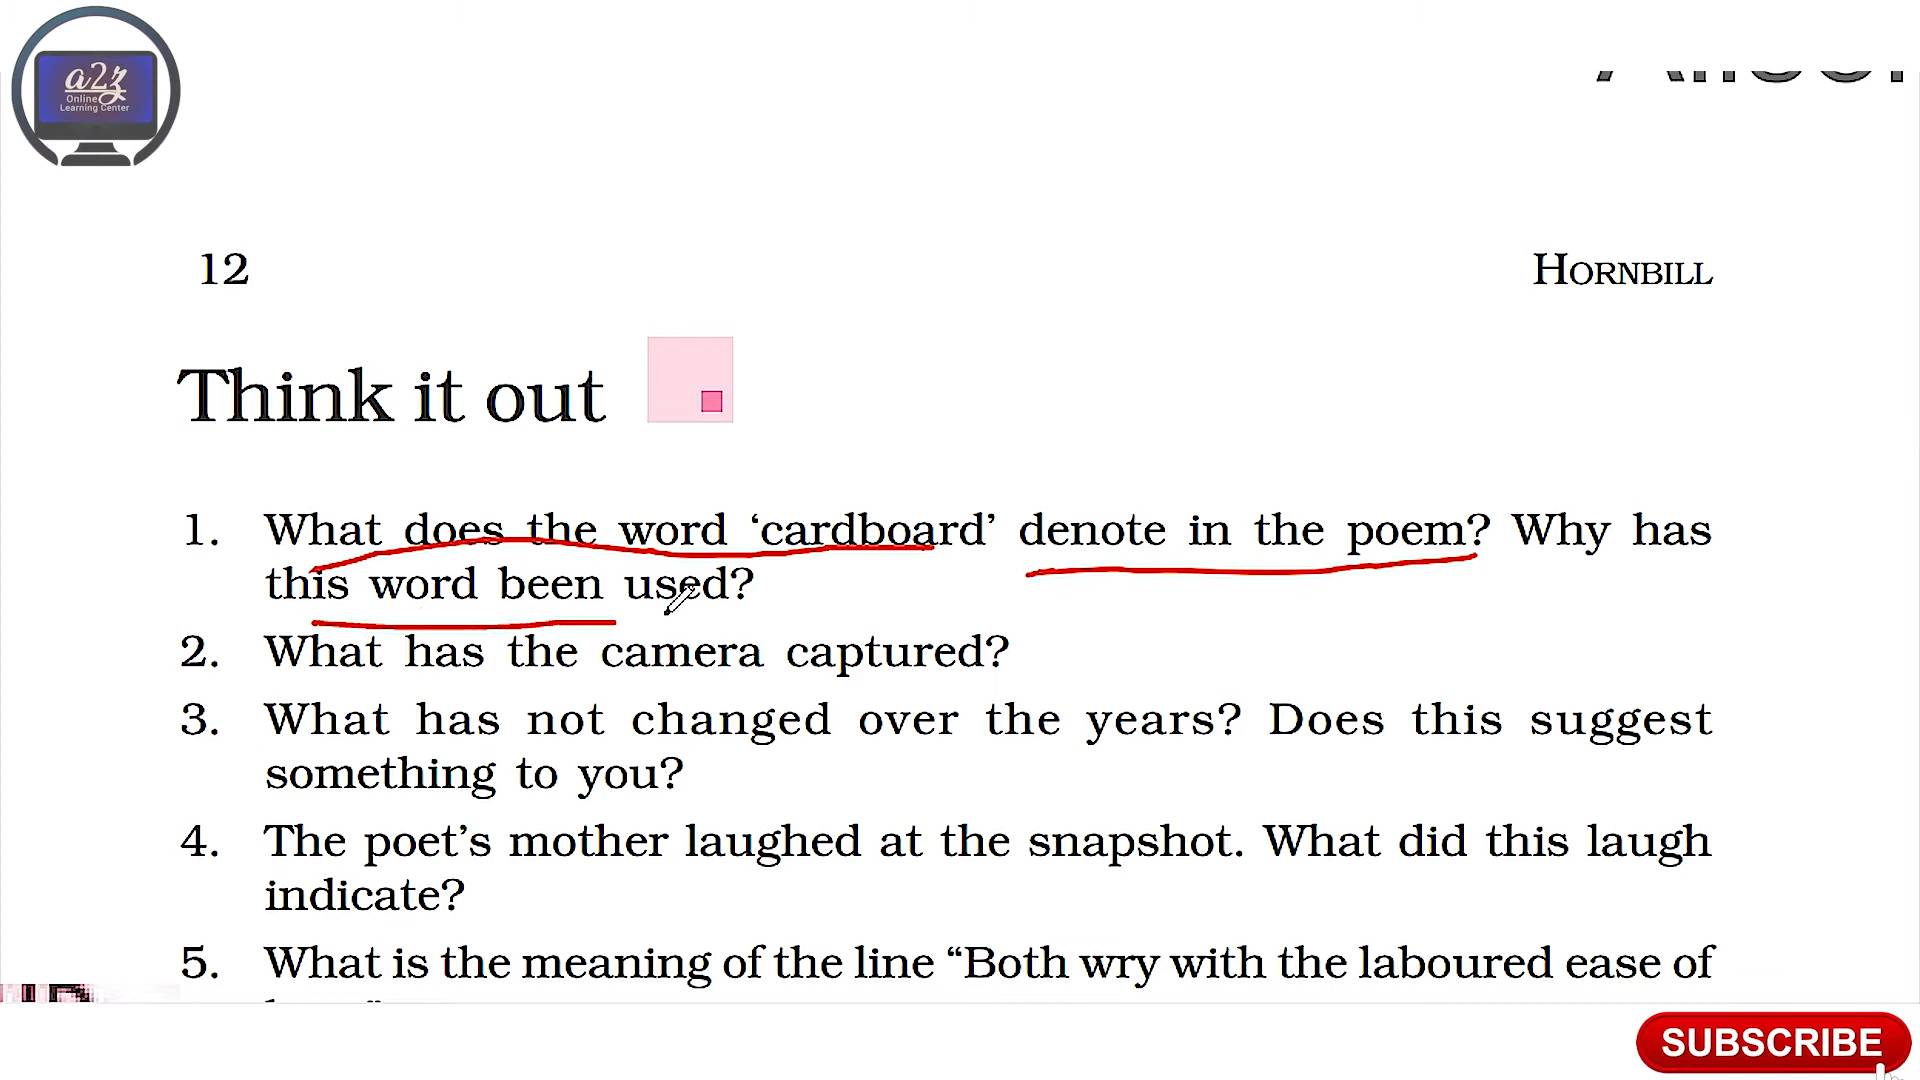 a2z
Online
Learning Center
12 HORNBILL
Think it out
1. What does the word ‘cardboard’ denote in the poem? Why has
this word been used?
2. What has the camera captured?
3. What has not changed over the years? Does this suggest
something to you?
4. The poet’s mother laughed at the snapshot. What did this laugh
indicate?
5. What is the meaning of the line “Both wry with the laboured ease of
SUBSCRIBE